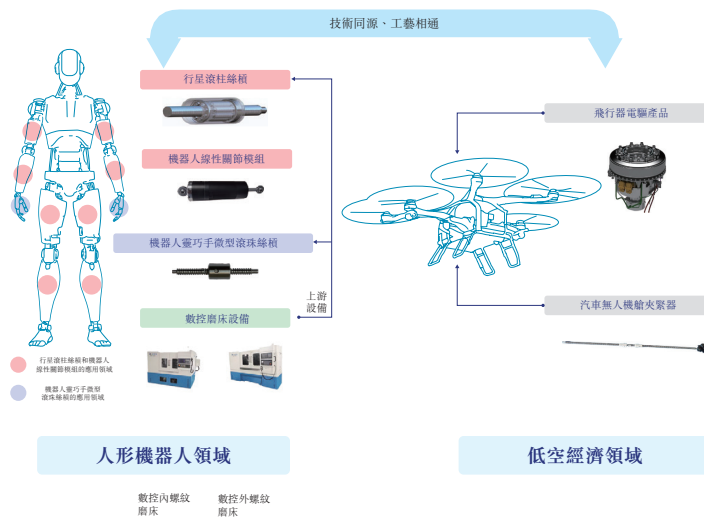 技術同源、工藝相通
行星滾柱絲槓
飛行器電驅產品
機器人線性關節模組
機器人靈巧手微型滾珠絲槓
上游
設備
汽車無人機艙夾緊器
數控磨床設備
行星滾柱絲槓和機器人
線性關節模組的應用領域
機器人靈巧手微型
滾珠絲槓的應用領域
人形機器人領域
低空經濟領域
數控內螺紋
磨床
數控外螺紋
磨床